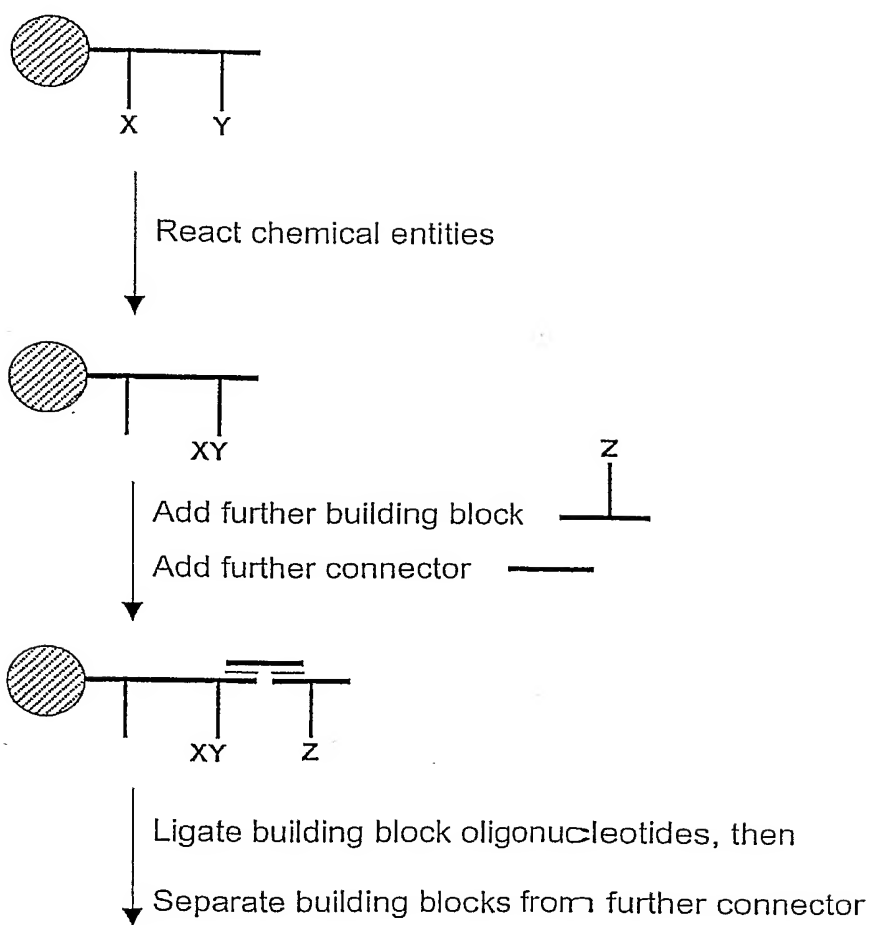 X Y
React chemical entities
XY
Z
Add further building block
Add further connector
XY Z
Ligate building block oligonucleotides, then
Separate building blocks from further connector